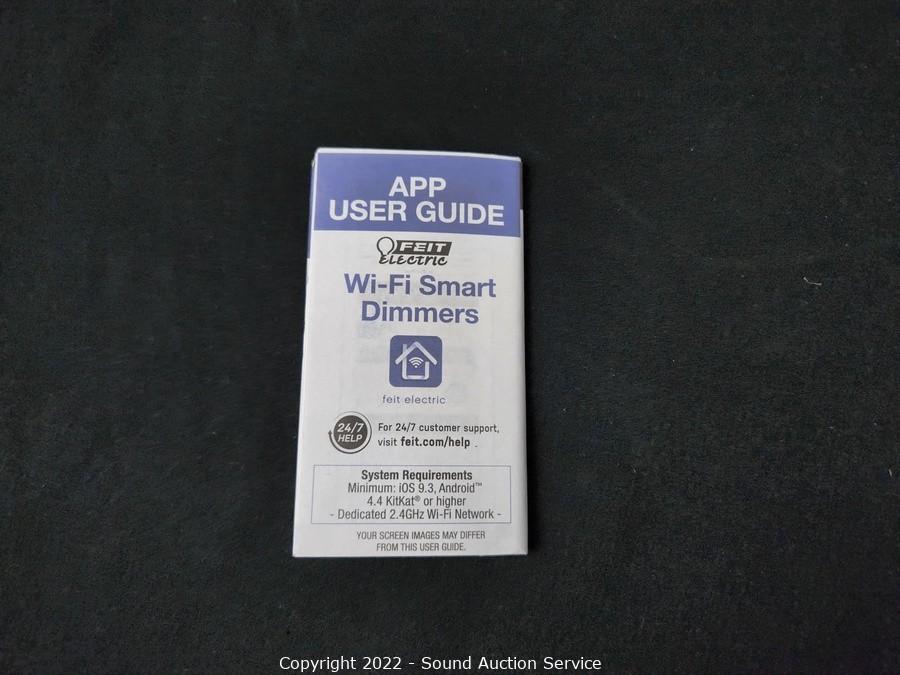 APP
USER GUIDE
FEIT
ELECTRIC
Wi-Fi Smart
Dimmers
feit electric
24/7
HELP
For 24/7 customer support,
visit feit.com/help .
System Requirements
Minimum: iOS 9.3, Android™
4.4 KitKat® or higher
- Dedicated 2.4GHz Wi-Fi Network -
YOUR SCREEN IMAGES MAY DIFFER
FROM THIS USER GUIDE.
Copyright 2022 - Sound Auction Service